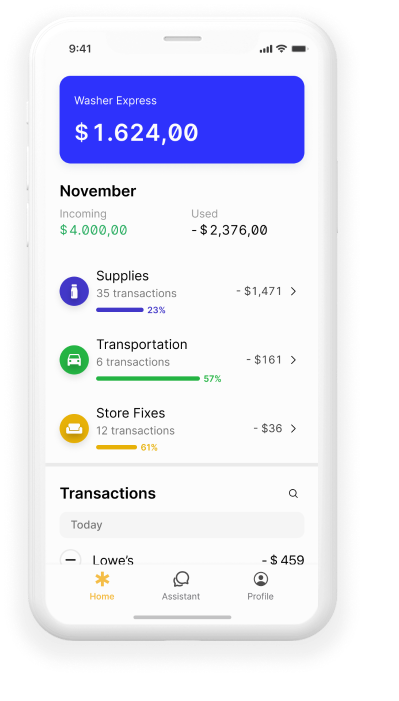 9:41
Washer Express
$1.624,00
November
Incoming
Used
$4.000,00
- $2,376,00
Supplies
35 transactions
- $1,471
23%
Transportation
6 transactions
- $161
57%
Store Fixes
12 transactions
- $36
61%
Transactions
Today
Lowe's
- $459
Home
Assistant
Profile